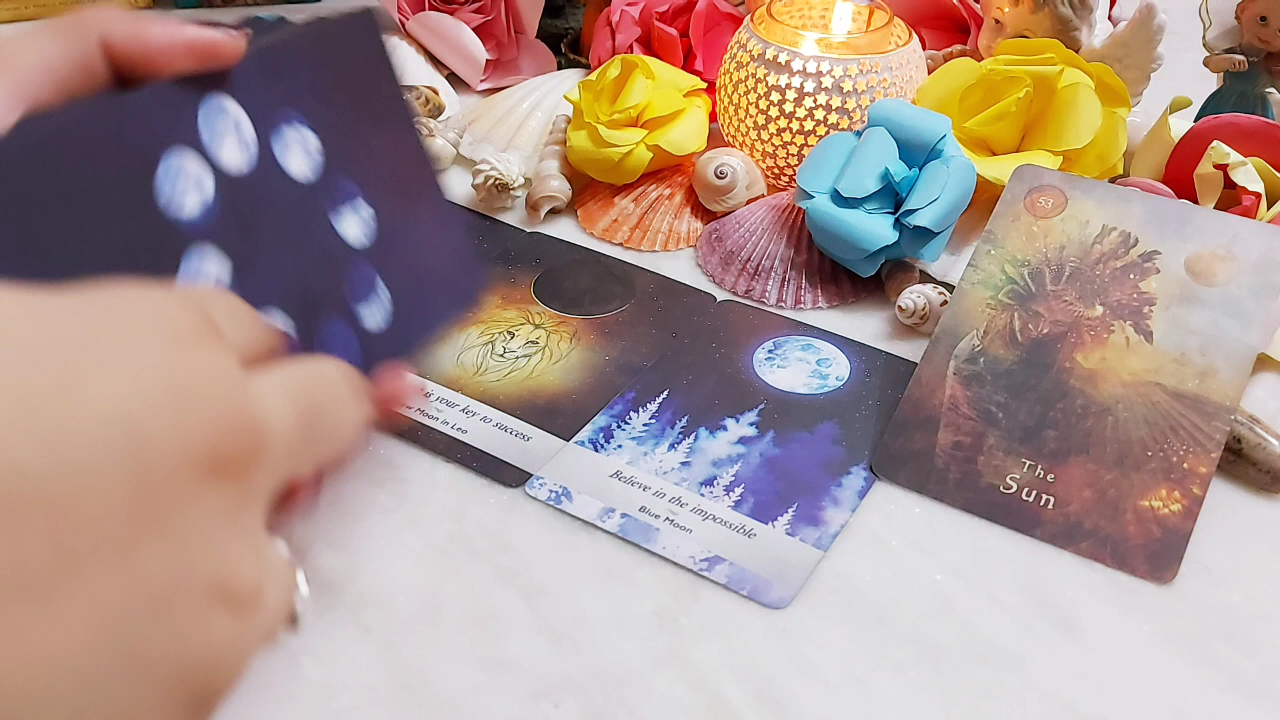 is your key to success
Moon in Leo
Believe in the impossible
Blue Moon
53
The
Sun